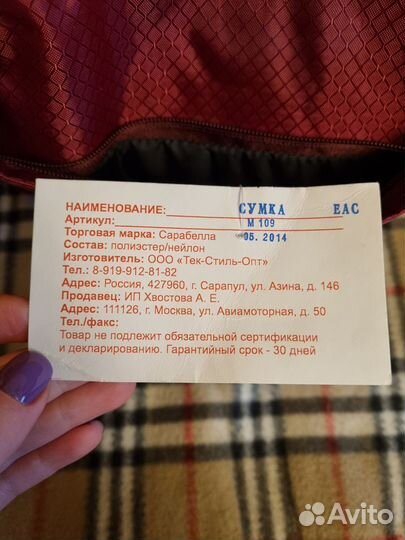 НАИМЕНОВАНИЕ: СУМКА ЕАС
Артикул: М 109
Торговая марка: Сарабелла 05. 2014
Состав: полиэстер/нейлон
Изготовитель: ООО «Тек-Стиль-Опт»
Тел.: 8-919-912-81-82
Адрес: Россия, 427960, г. Сарапул, ул. Азина, д. 146
Продавец: ИП Хвостова А. Е.
Адрес: 111126, г. Москва, ул. Авиамоторная, д. 50
Тел./факс:
Товар не подлежит обязательной сертификации
и декларированию. Гарантийный срок - 30 дней
Avito